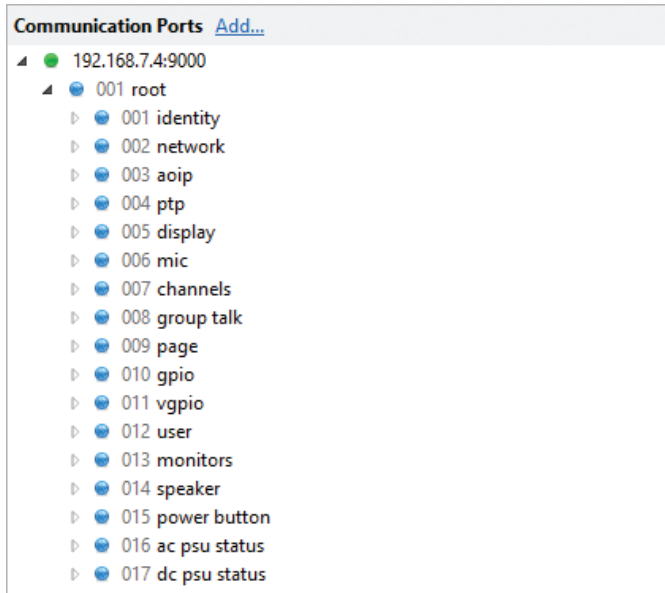 Communication Ports Add...
192.168.7.4:9000
001 root
001 identity
002 network
003 aoip
004 ptp
005 display
006 mic
007 channels
008 group talk
009 page
010 gpio
011 vgpio
012 user
013 monitors
014 speaker
015 power button
016 ac psu status
017 dc psu status